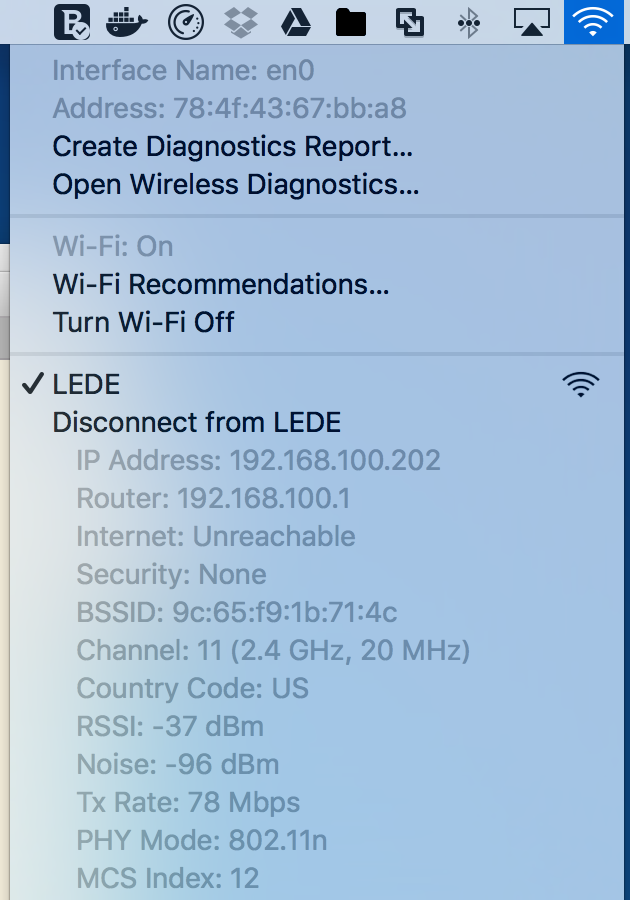 B
Interface Name: en0
Address: 78:4f:43:67:bb:a8
Create Diagnostics Report...
Open Wireless Diagnostics...
Wi-Fi: On
Wi-Fi Recommendations...
Turn Wi-Fi Off
LEDE
Disconnect from LEDE
IP Address: 192.168.100.202
Router: 192.168.100.1
Internet: Unreachable
Security: None
BSSID: 9c:65:f9:1b:71:4c
Channel: 11 (2.4 GHz, 20 MHz)
Country Code: US
RSSI: -37 dBm
Noise: -96 dBm
Tx Rate: 78 Mbps
PHY Mode: 802.11n
MCS Index: 12